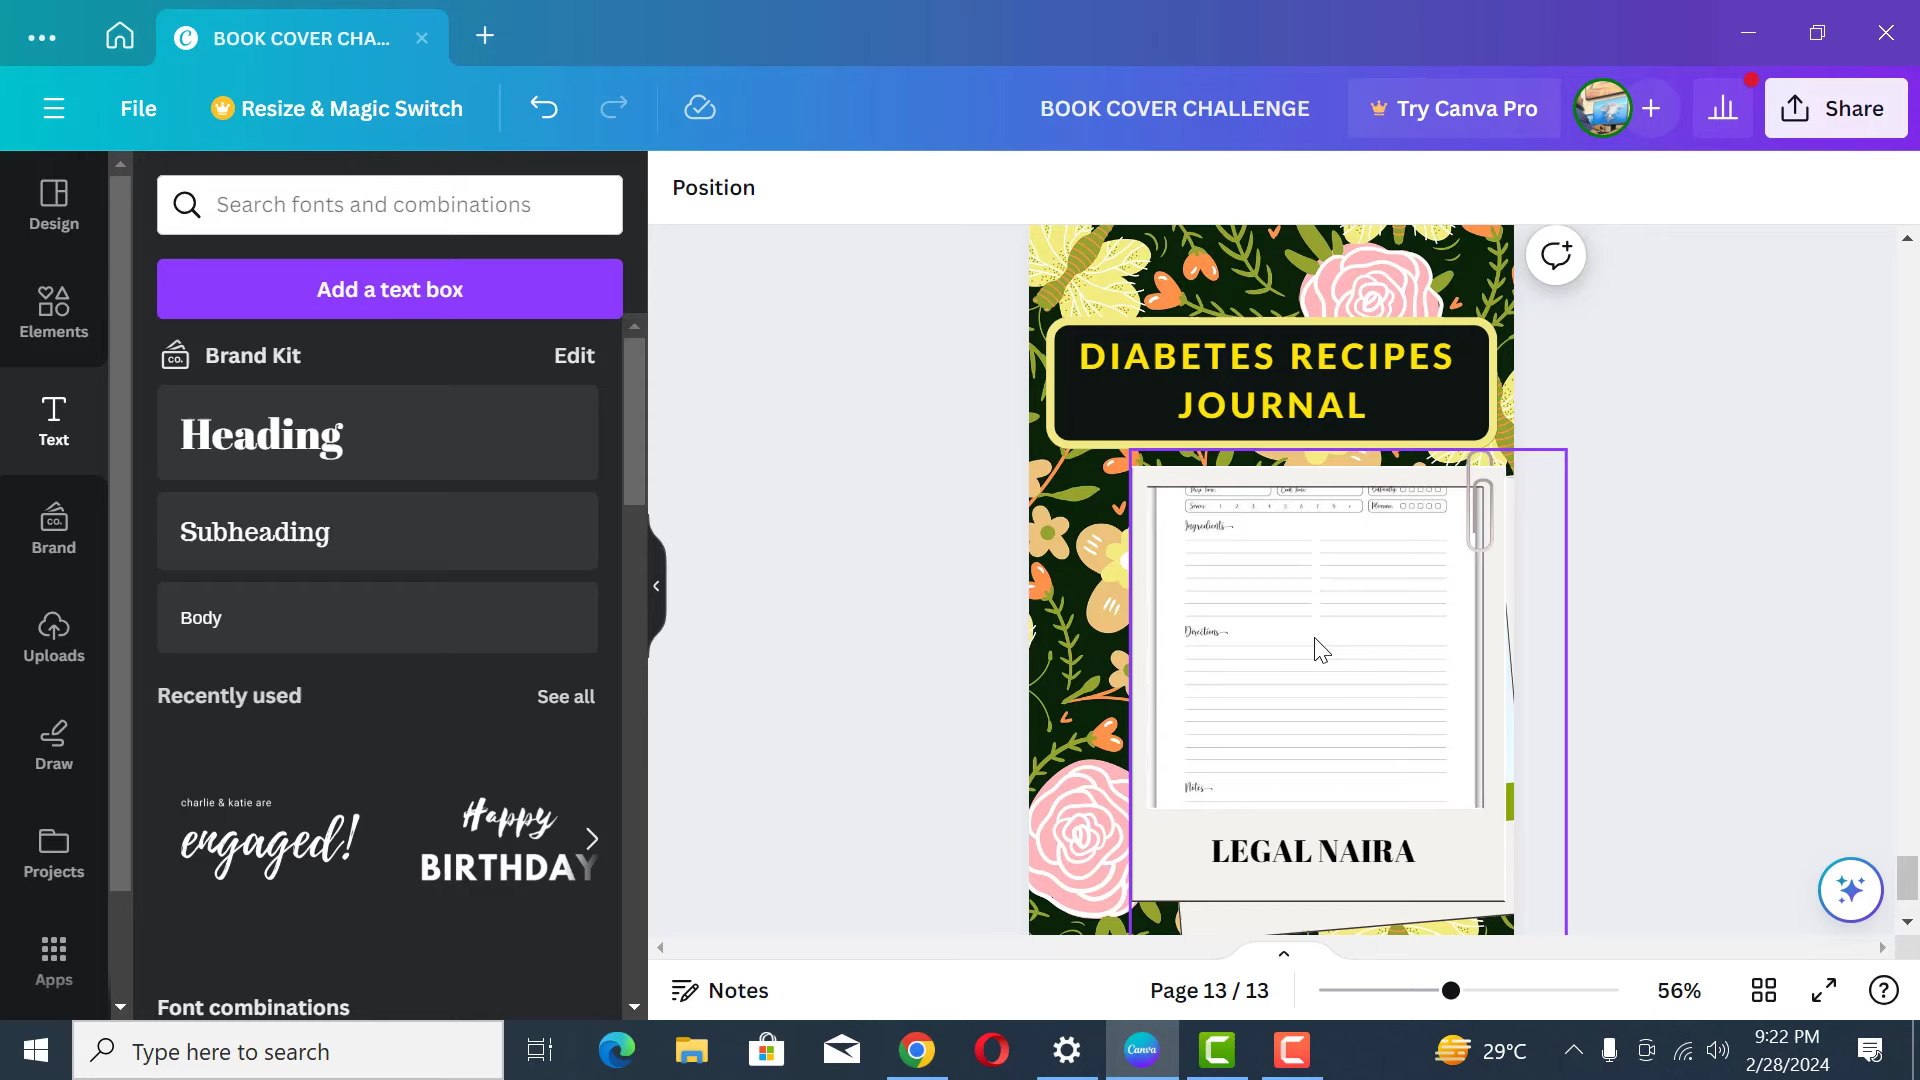 BOOK COVER CHA...
File
Resize & Magic Switch
BOOK COVER CHALLENGE
Try Canva Pro
Share
Design
Elements
Text
Brand
Uploads
Draw
Projects
Apps
Search fonts and combinations
Add a text box
CO.
Brand Kit
Edit
Heading
Subheading
Body
Recently used
See all
charlie & katie are
engaged!
Happy
BIRTHDAY
Font combinations
Position
DIABETES RECIPES
JOURNAL
Ingredients
Directions
Notes
LEGAL NAIRA
Notes
Page 13 / 13
56%
Type here to search
Canva
29°C
9:22 PM
2/28/2024